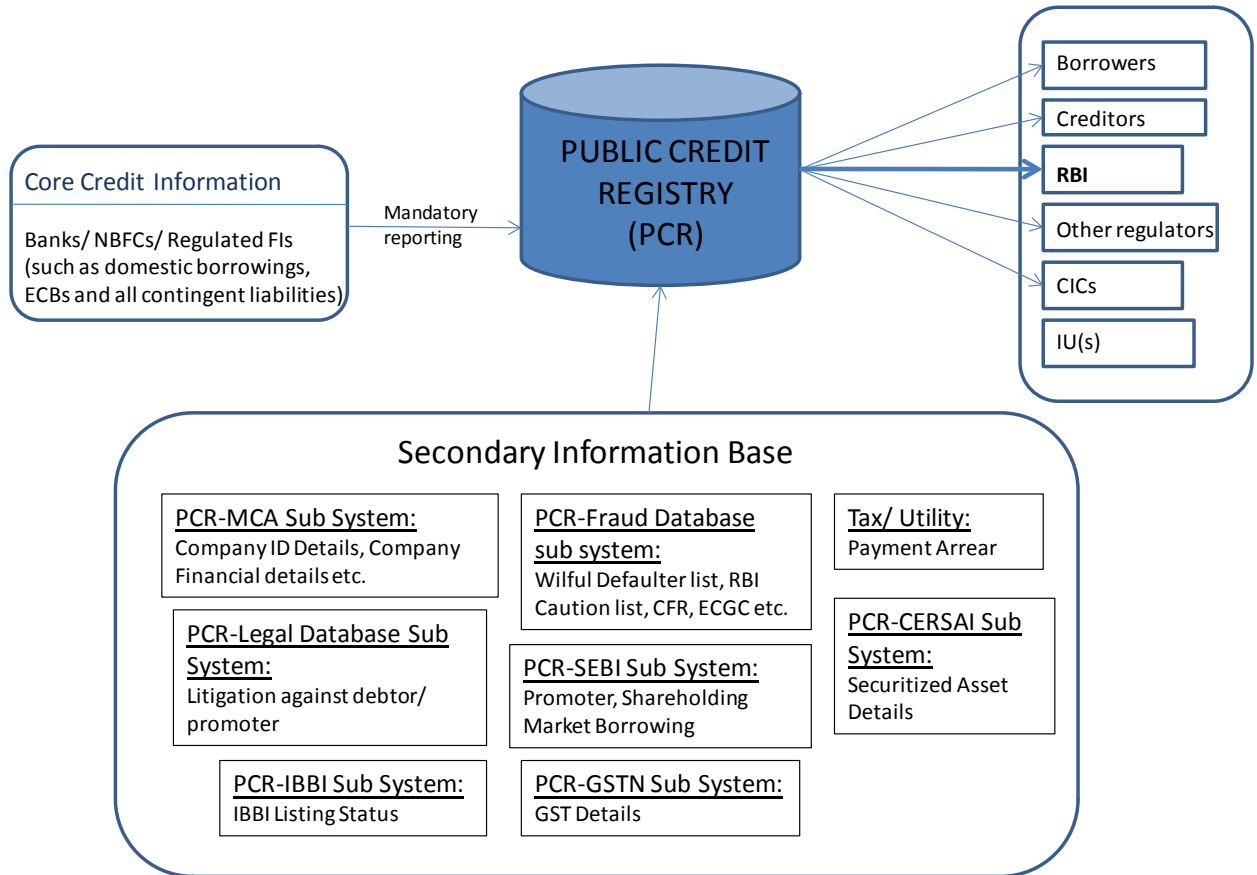 Core Credit Information
Banks/ NBFCs/ Regulated FIs
(such as domestic borrowings,
ECBs and all contingent liabilities)
Mandatory
reporting
PUBLIC CREDIT
REGISTRY
(PCR)
Borrowers
Creditors
RBI
Other regulators
CICs
IU(s)
Secondary Information Base
PCR-MCA Sub System:
Company ID Details, Company
Financial details etc.
PCR-Fraud Database
sub system:
Wilful Defaulter list, RBI
Caution list, CFR, ECGC etc.
Tax/ Utility:
Payment Arrear
PCR-Legal Database Sub
System:
Litigation against debtor/
promoter
PCR-SEBI Sub System:
Promoter, Shareholding
Market Borrowing
PCR-CERSAI Sub
System:
Securitized Asset
Details
PCR-IBBI Sub System:
IBBI Listing Status
PCR-GSTN Sub System:
GST Details